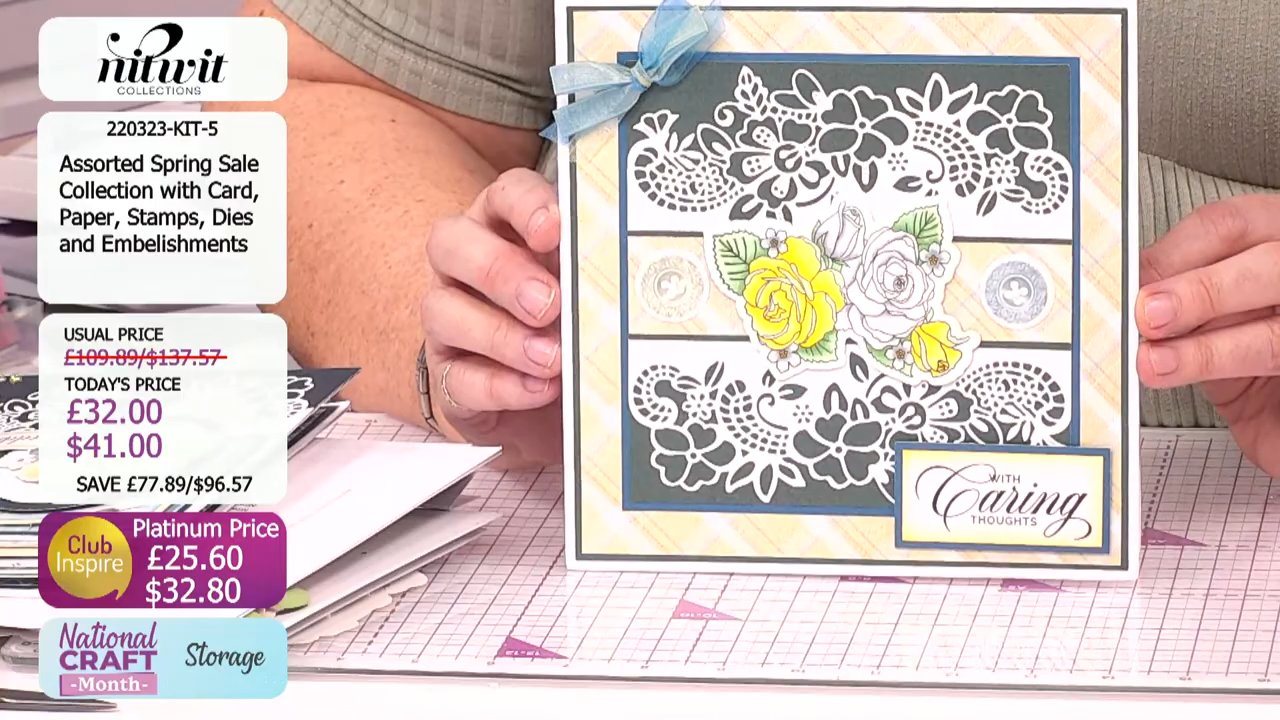 nitwit
COLLECTIONS
220323-KIT-5
Assorted Spring Sale
Collection with Card,
Paper, Stamps, Dies
and Embelishments
USUAL PRICE
£109.89/$137.57
TODAY'S PRICE
£32.00
$41.00
SAVE £77.89/$96.57
Club
Inspire
Platinum Price
£25.60
$32.80
National
CRAFT
-Month-
Storage
WITH
Caring
THOUGHTS